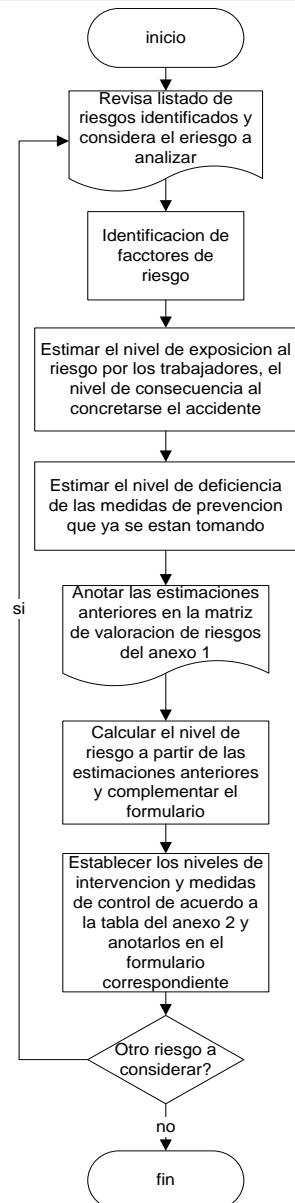 inicio
Revisa listado de
riesgos identificados y
considera el eriesgo a
analizar
Identificacion de
facctores de
riesgo
Estimar el nivel de exposicion al
riesgo por los trabajadores, el
nivel de consecuencia al
concretarse el accidente
Estimar el nivel de deficiencia
de las medidas de prevencion
que ya se estan tomando
Anotar las estimaciones
anteriores en la matriz
de valoracion de riesgos
del anexo 1
si
Calcular el nivel de
riesgo a partir de las
estimaciones anteriores
y complementar el
formulario
Establecer los niveles de
intervencion y medidas
de control de acuerdo a
la tabla del anexo 2 y
anotarlos en el
formulario
correspondiente
Otro riesgo a
considerar?
no
fin